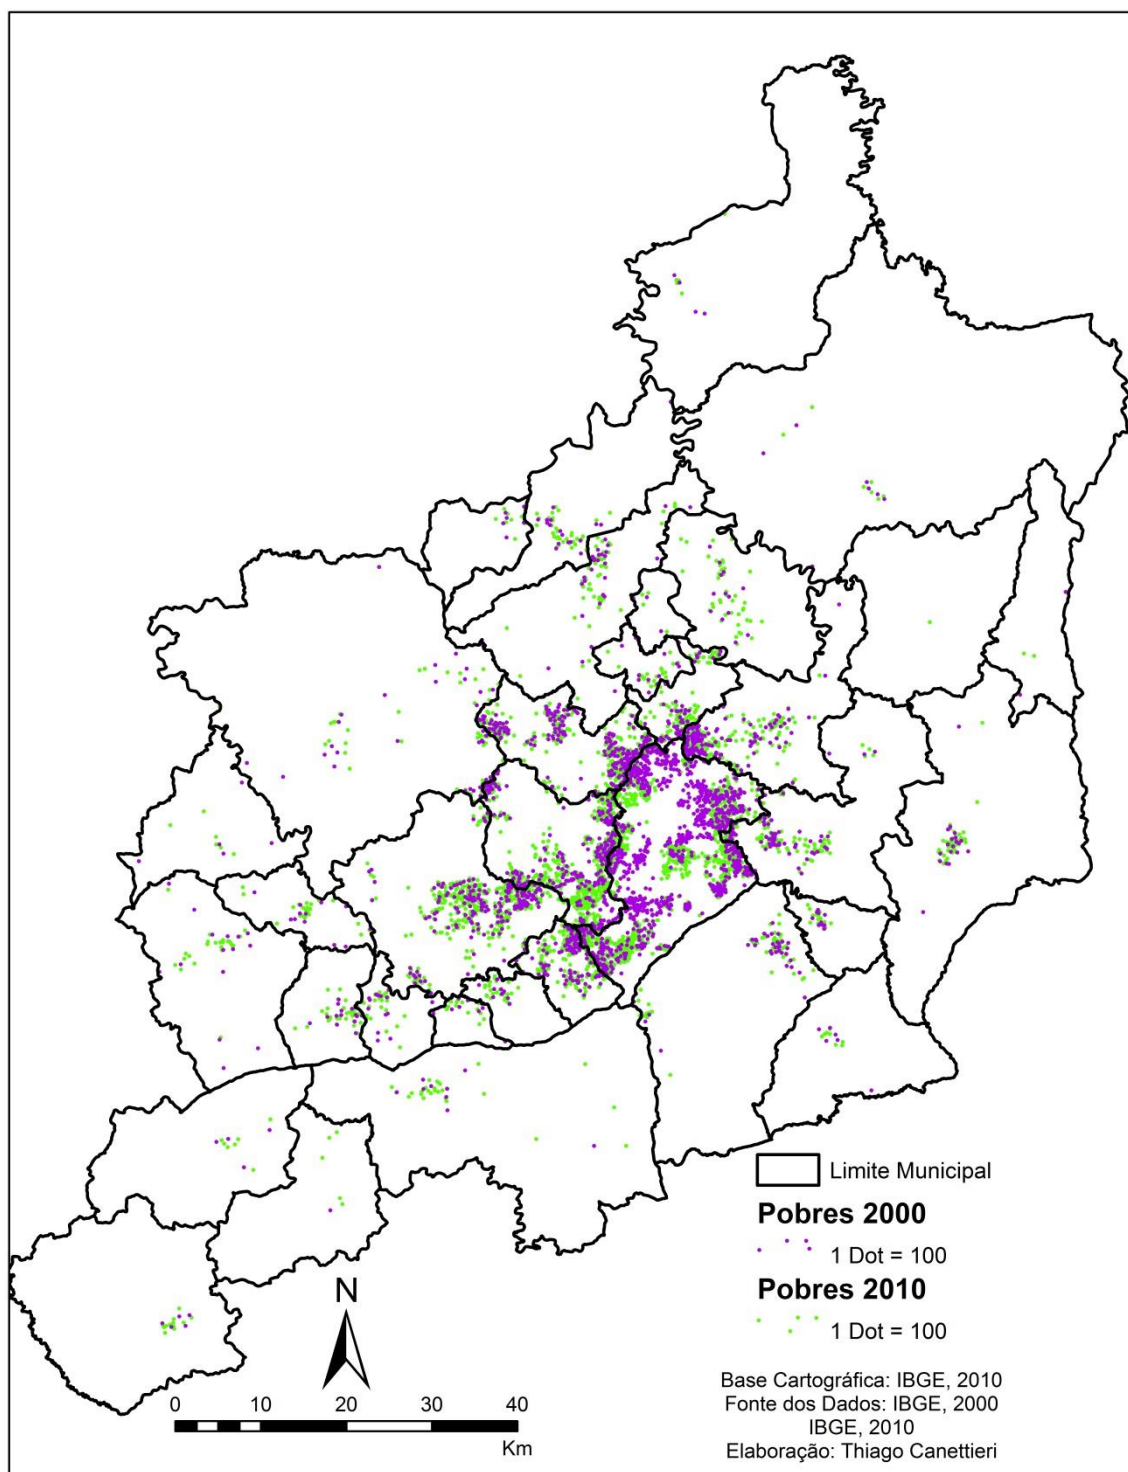 Limite Municipal
Pobres 2000
1 Dot = 100
Pobres 2010
1 Dot = 100
N
0 10 20 30 40
Km
Base Cartográfica: IBGE, 2010
Fonte dos Dados: IBGE, 2000
IBGE, 2010
Elaboração: Thiago Canettieri